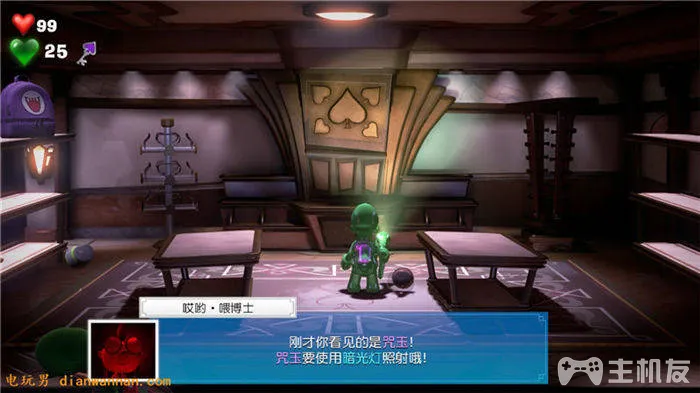 99
25
哎哟·喂博士
刚才你看见的是咒玉!
咒玉要使用暗光灯照射哦!
电玩男 dianwannan.com
主机友